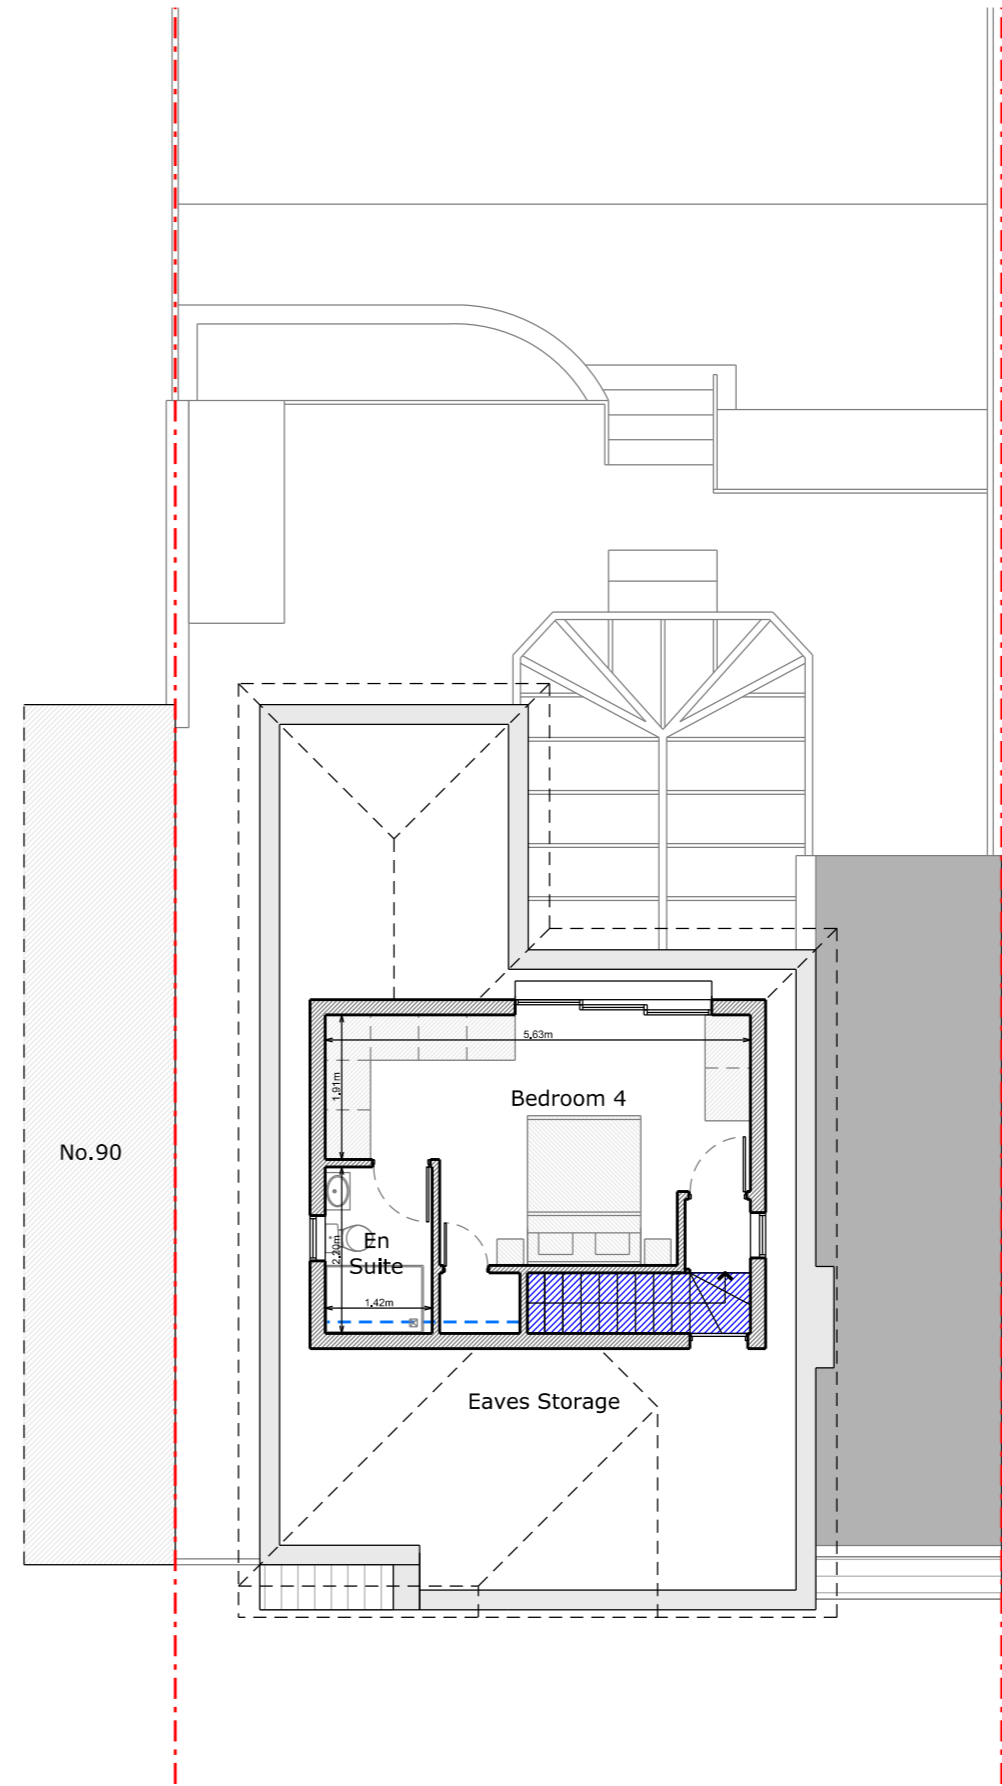 5.63m
1.91m
Bedroom 4
No.90
2.20m
En
Suite
1.42m
Eaves Storage